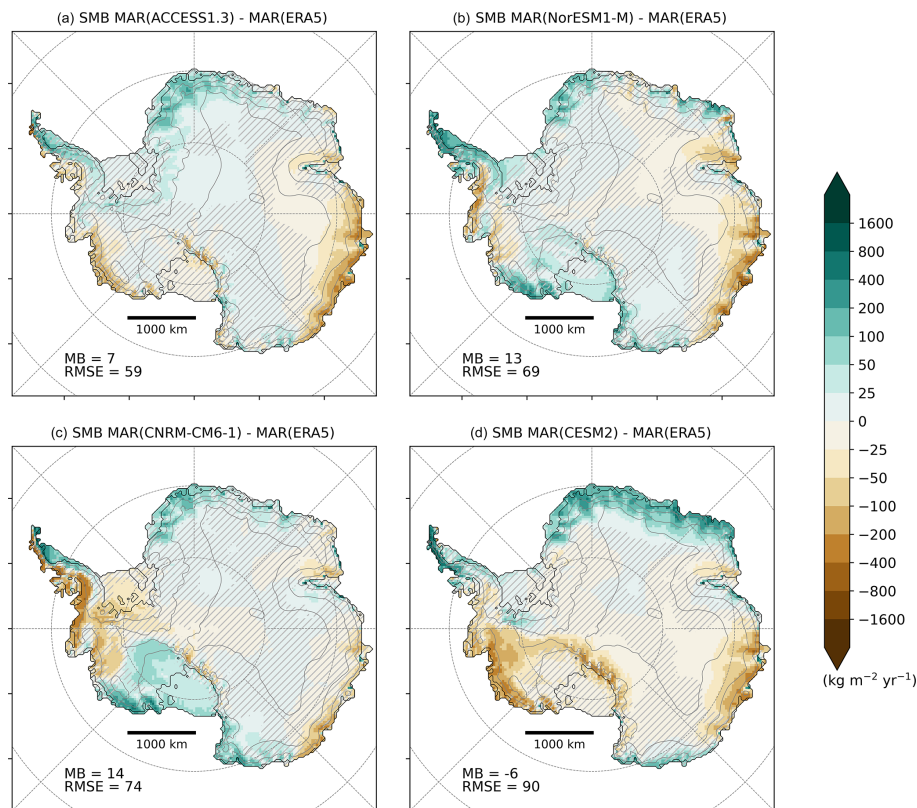 (a) SMB MAR(ACCESS1.3) - MAR(ERA5)
(b) SMB MAR(NorESM1-M) - MAR(ERA5)
1000 km
MB = 7
RMSE = 59
1000 km
MB = 13
RMSE = 69
(c) SMB MAR(CNRM-CM6-1) - MAR(ERA5)
(d) SMB MAR(CESM2) - MAR(ERA5)
1000 km
MB = 14
RMSE = 74
1000 km
MB = -6
RMSE = 90
1600
800
400
200
100
50
25
0
−25
−50
−100
−200
−400
−800
−1600
(kg m⁻² yr⁻¹)